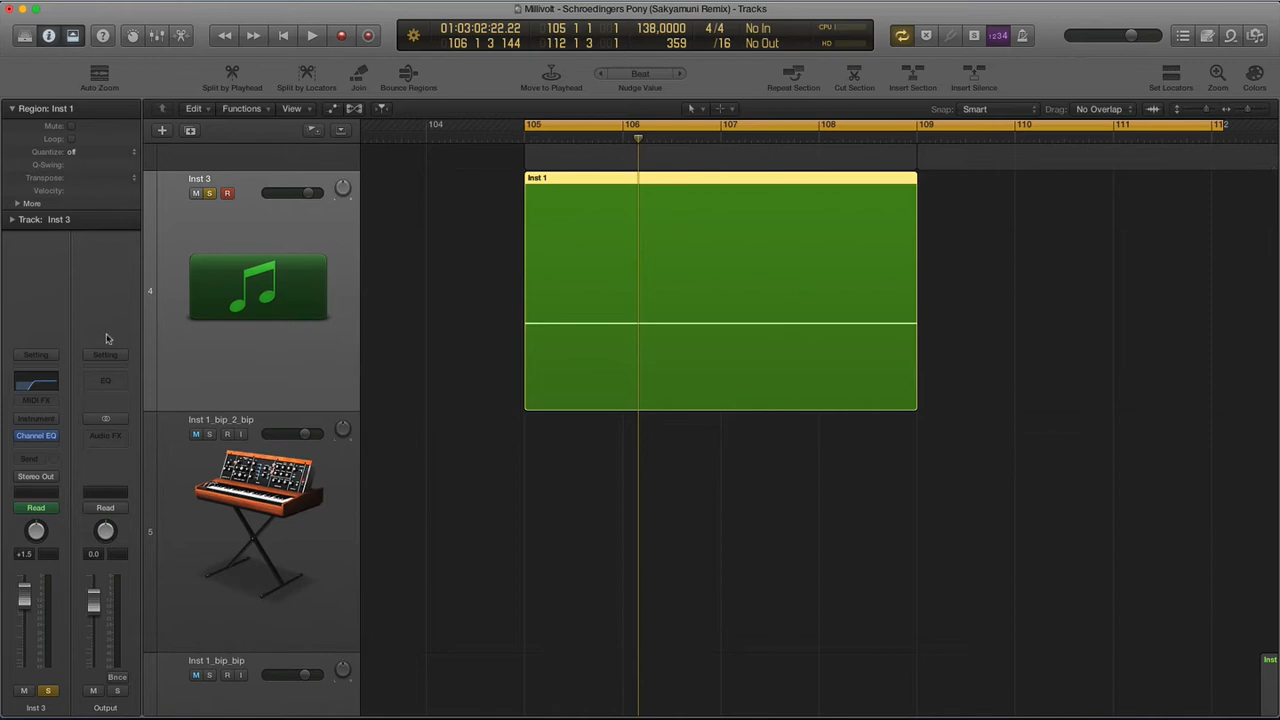 Millivolt - Schroedingers Pony (Sakyamuni Remix) - Tracks
01:03:02:22.22 105 1 1 138,0000 4/4 No In CPU
106 1 3 144 112 1 3 359 /16 No Out HD
1234
Auto Zoom Split by Playhead Split by Locators Join Bounce Regions Move to Playhead Beat Nudge Value Repeat Section Cut Section Insert Section Insert Silence Set Locators Zoom Colors
Region: Inst 1 Edit Functions View Snap: Smart Drag: No Overlap
Mute:
Loop:
Quantize: off
Q-Swing:
Transpose:
Velocity:
More
Track: Inst 3
104 105 106 107 108 109 110 111 112
Inst 3
M S R
4
Inst 1
Inst 1_bip_2_bip
M S R I
5
Inst 1_bip_bip
M S R I
Inst
Setting Setting
EQ
MIDI FX
Instrument
Channel EQ Audio FX
Send
Stereo Out
Read Read
+1.5 0.0
Bnce
M S M S
Inst 3 Output